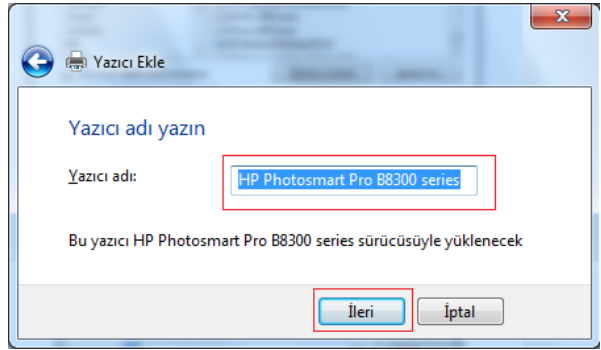 Yazıcı Ekle
Yazıcı adı yazın
Yazıcı adı: HP Photosmart Pro B8300 series
Bu yazıcı HP Photosmart Pro B8300 series sürücüsüyle yüklenecek
İleri İptal